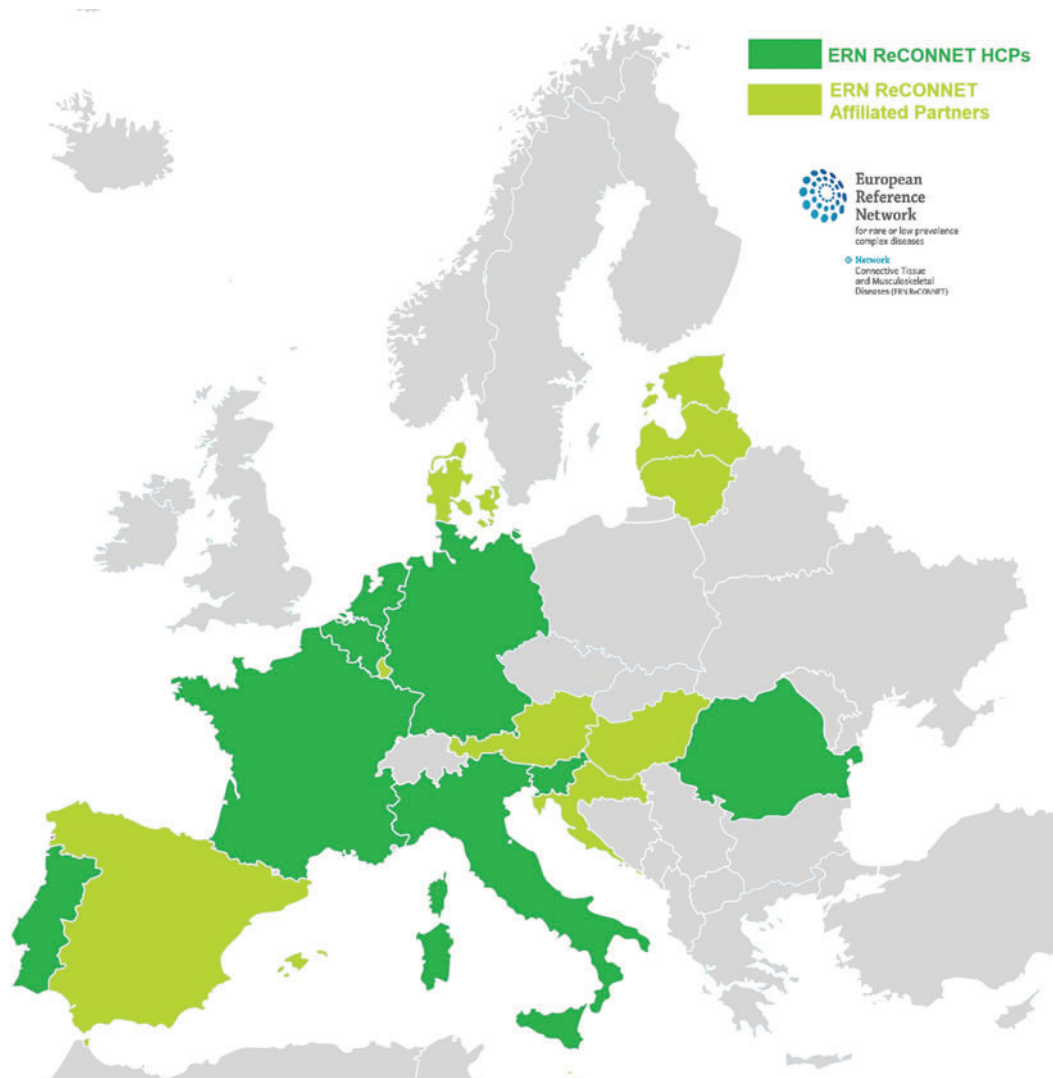 ERN ReCONNET HCPs
ERN ReCONNET
Affiliated Partners
European
Reference
Network
for rare or low prevalence
complex diseases
Network
Connective Tissue
and Musculoskeletal
Diseases (ERN ReCONNET)